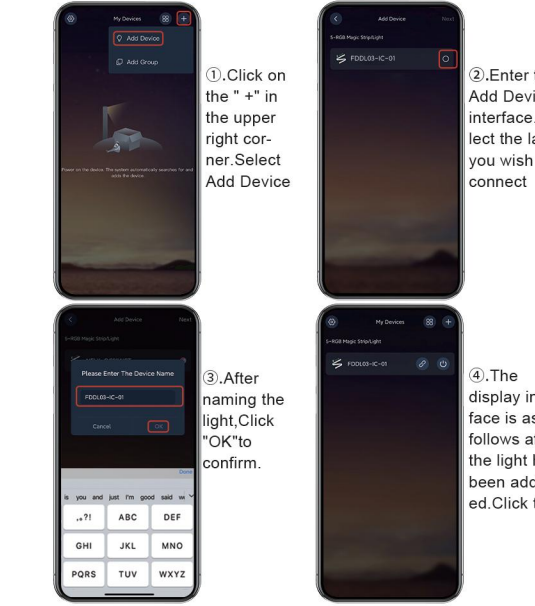 My Devices
Add Device
Add Group
Power on the device. The system automatically searches for and
adds the device.
①.Click on
the " +" in
the upper
right cor-
ner.Select
Add Device
Add Device
Next
S-RGB Magic Strip/Light
FDDL03-IC-01
②.Enter
Add
interface.
lect the
you wish
connect
Add Device
Next
S-RGB Magic Strip/Light
Please Enter The Device Name
FDDL03-IC-01
Cancel
OK
Done
is you and just I'm good said
.,?!
ABC
DEF
GHI
JKL
MNO
PQRS
TUV
WXYZ
③.After
naming the
light,Click
"OK"to
confirm.
My Devices
S-RGB Magic Strip/Light
FDDL03-IC-01
④.The
display
face is as
follows
the light
been
ed.Click